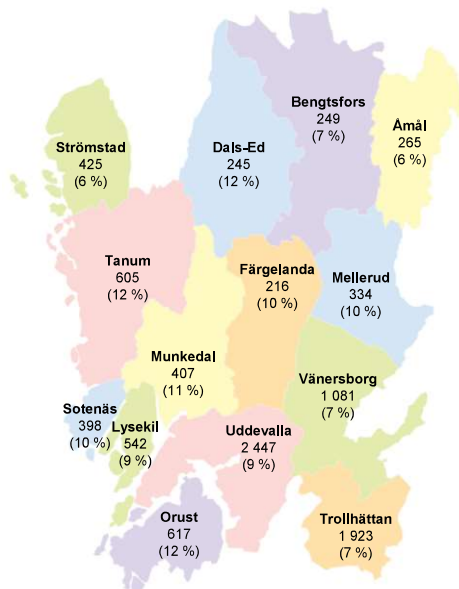 Bengtsfors
249
(7 %)
Åmål
265
(6 %)
Strömstad
425
(6 %)
Dals-Ed
245
(12 %)
Tanum
605
(12 %)
Färgelanda
216
(10 %)
Mellerud
334
(10 %)
Munkedal
407
(11 %)
Vänersborg
1 081
(7 %)
Sotenäs
398
(10 %)
Lysekil
542
(9 %)
Uddevalla
2 447
(9 %)
Orust
617
(12 %)
Trollhättan
1 923
(7 %)